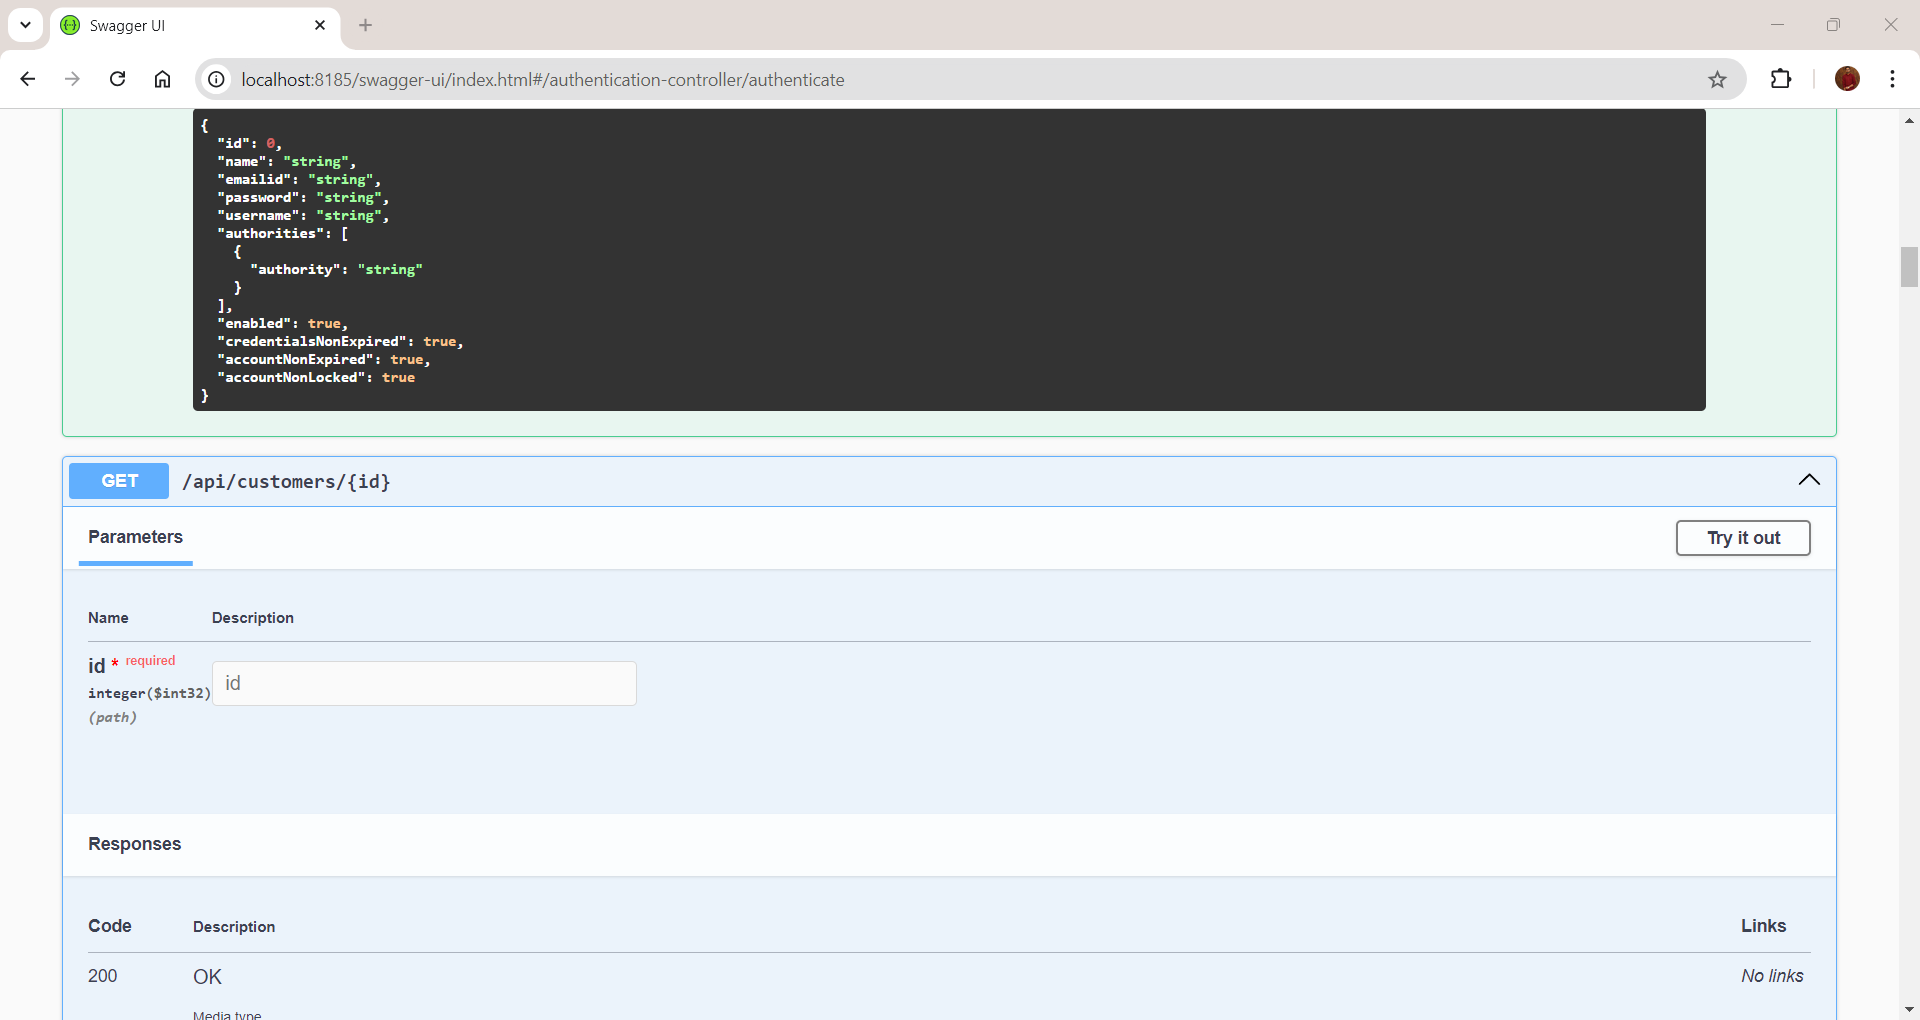 Swagger UI
localhost:8185/swagger-ui/index.html#/authentication-controller/authenticate
{
"id": 0,
"name": "string",
"emailid": "string",
"password": "string",
"username": "string",
"authorities": [
{
"authority": "string"
}
],
"enabled": true,
"credentialsNonExpired": true,
"accountNonExpired": true,
"accountNonLocked": true
}
GET /api/customers/{id}
Parameters Try it out
Name Description
id * required
id
integer($int32)
(path)
Responses
Code Description Links
200 OK No links
Media type